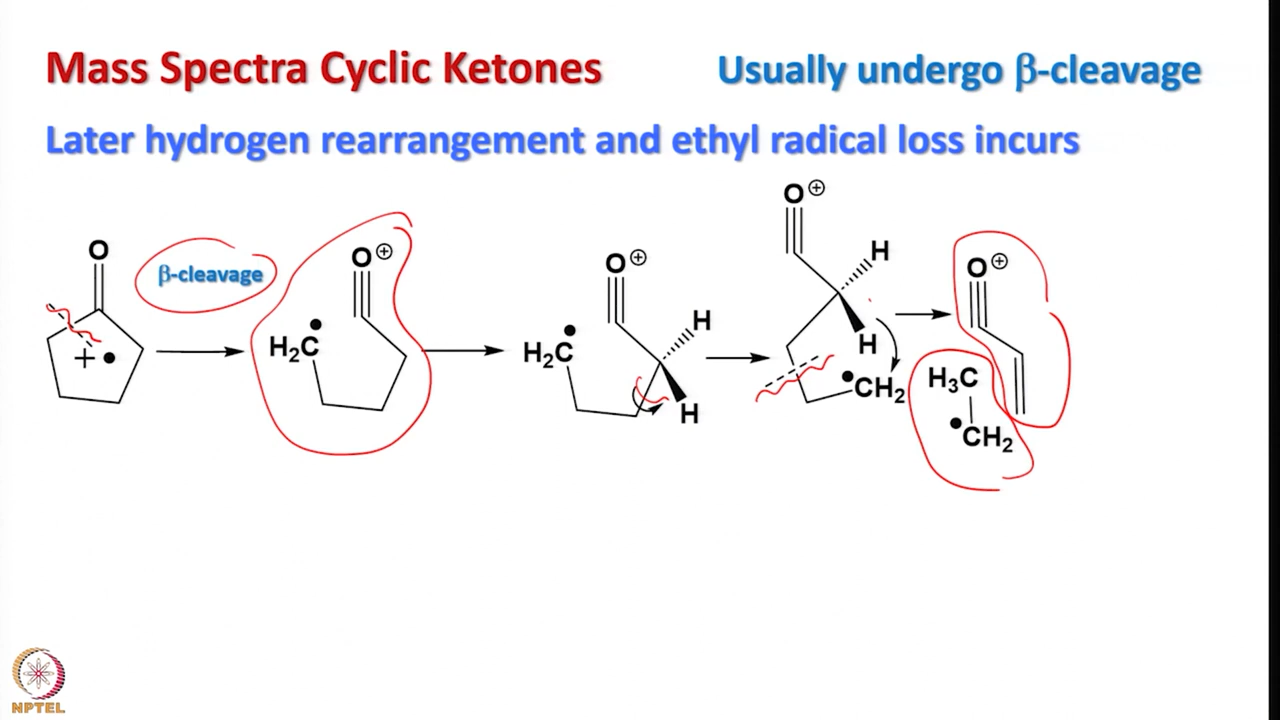 Mass Spectra Cyclic Ketones
Usually undergo β-cleavage
Later hydrogen rearrangement and ethyl radical loss incurs
O
β-cleavage
+•
H₂C•
O⊕
H₂C•
O⊕
H
H
O⊕
H
H
•CH₂
O⊕
H₃C
•CH₂
NPTEL